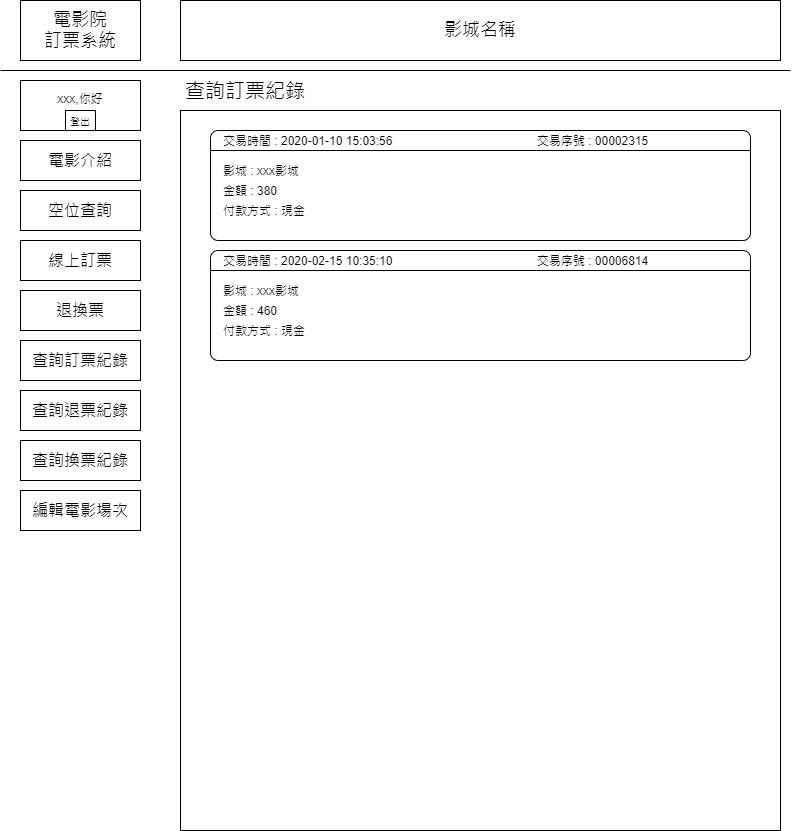 電影院
訂票系統
影城名稱
xxx,你好
登出
電影介紹
空位查詢
線上訂票
退換票
查詢訂票紀錄
查詢退票紀錄
查詢換票紀錄
編輯電影場次
查詢訂票紀錄
交易時間 : 2020-01-10 15:03:56 交易序號 : 00002315
影城 : xxx影城
金額 : 380
付款方式 : 現金
交易時間 : 2020-02-15 10:35:10 交易序號 : 00006814
影城 : xxx影城
金額 : 460
付款方式 : 現金